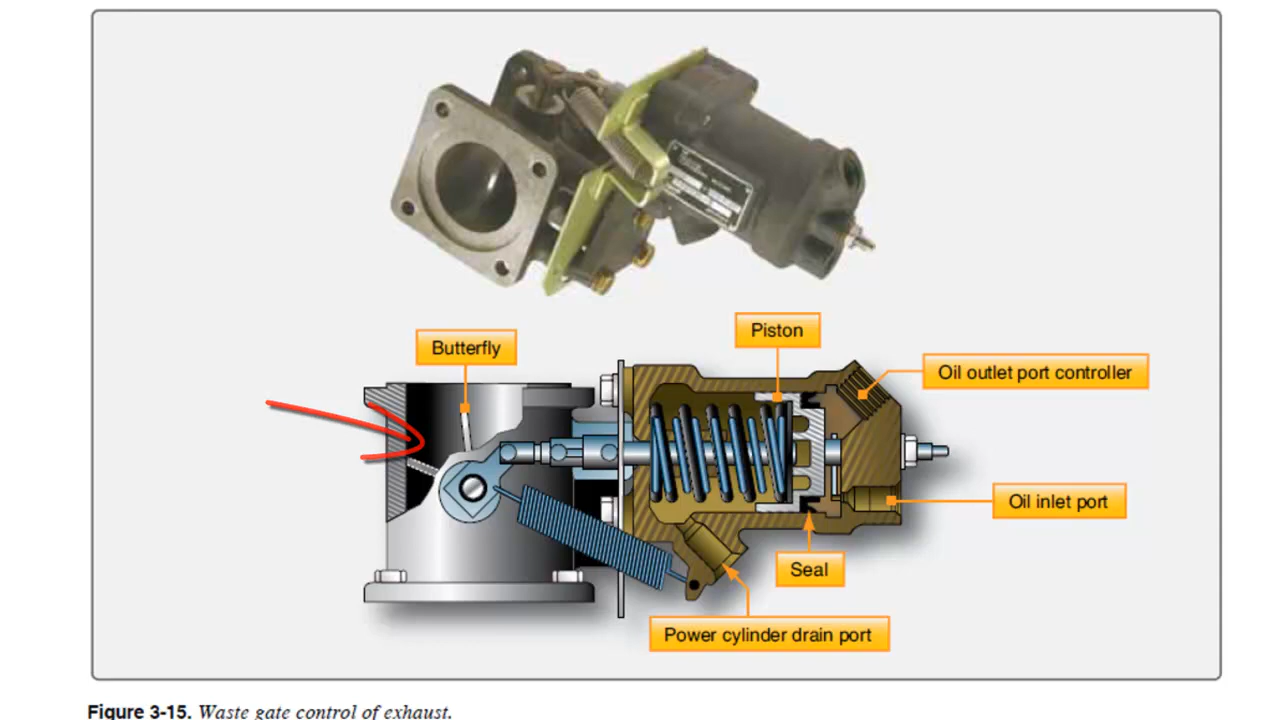 Butterfly
Piston
Oil outlet port controller
Oil inlet port
Seal
Power cylinder drain port
Figure 3-15. Waste gate control of exhaust.